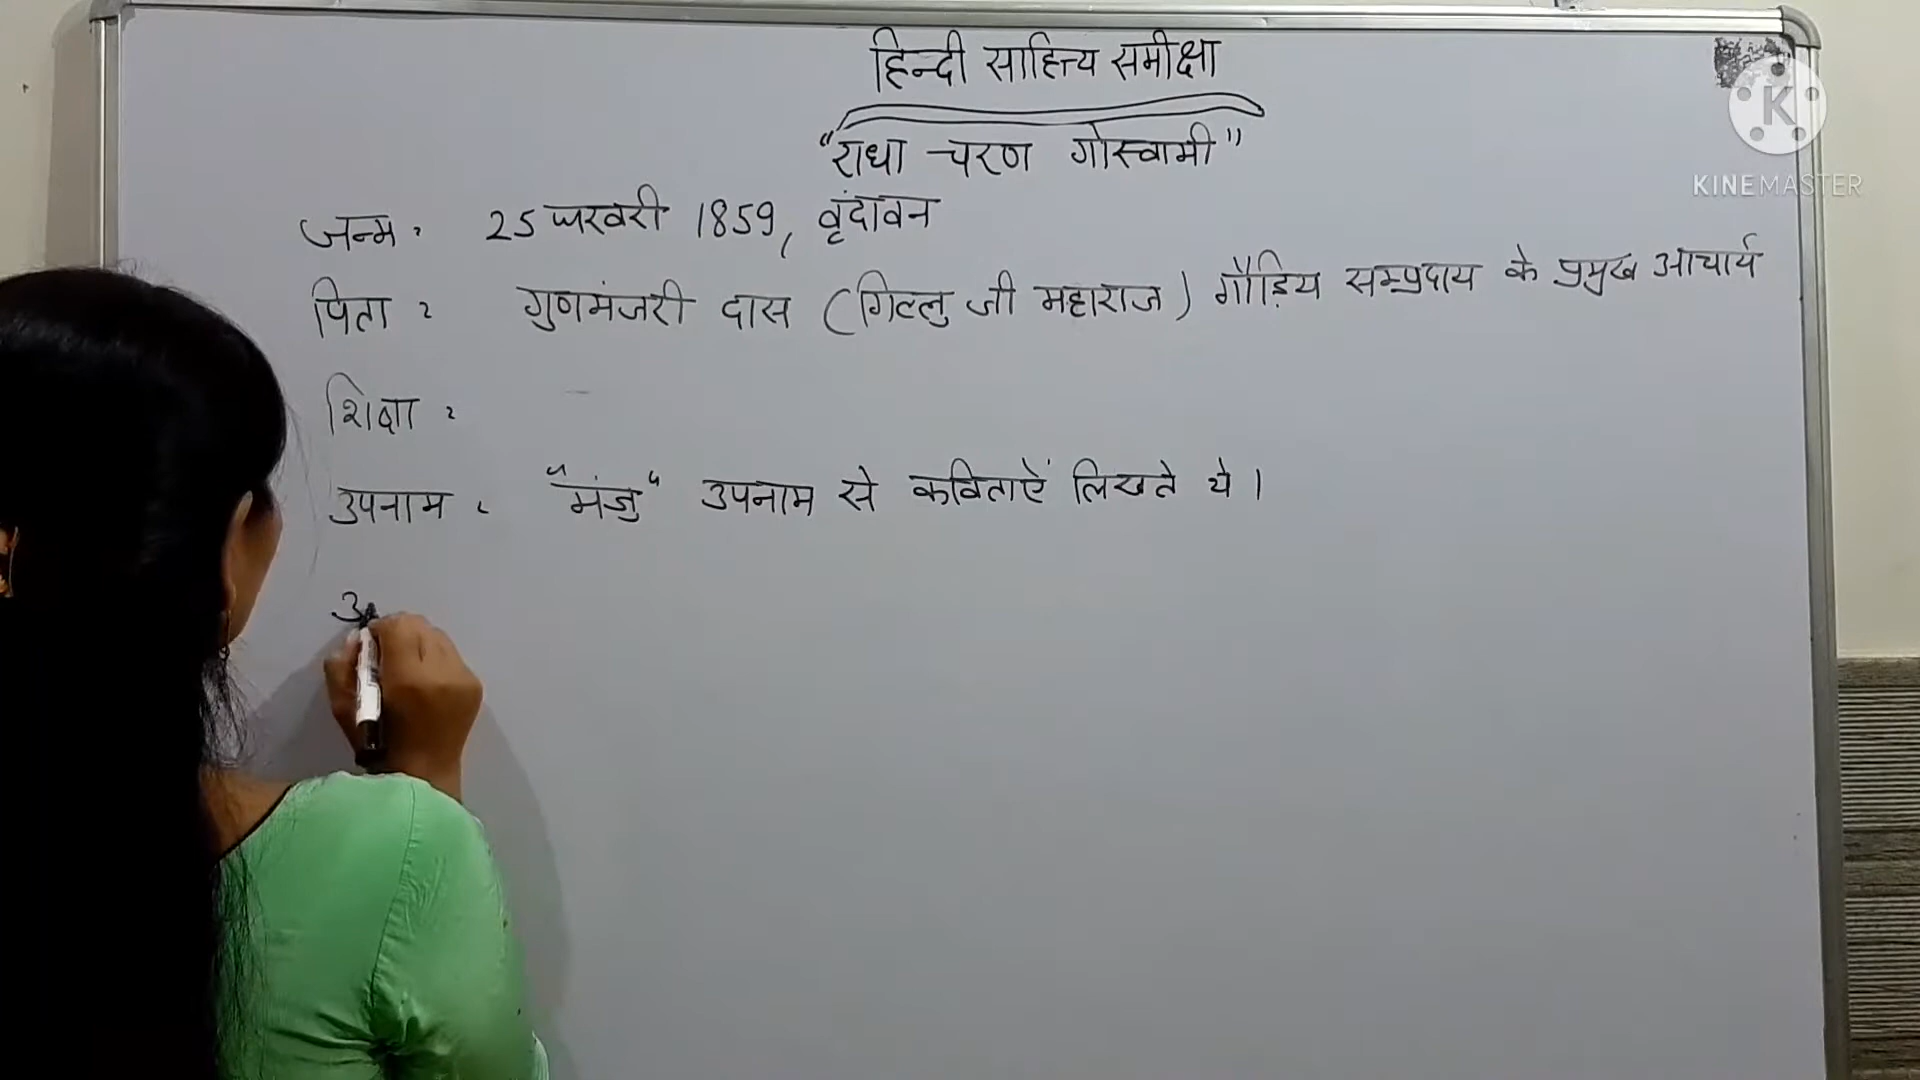 हिन्दी साहित्य समीक्षा
"राधा चरण गोस्वामी"
जन्म : 25 फरवरी 1859, वृंदावन
पिता : गुणमंजरी दास (गिल्लु जी महाराज) गौड़िय सम्प्रदाय के प्रमुख आचार्य
शिक्षा :
उपनाम : "मंजु" उपनाम से कविताऐं लिखते थे।
KINEMASTER